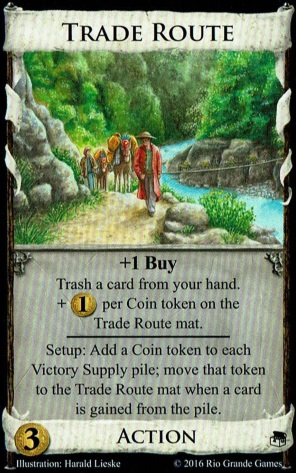 TRADE ROUTE
+1 Buy
Trash a card from your hand.
+ 1 per Coin token on the
Trade Route mat.
Setup: Add a Coin token to each
Victory Supply pile; move that token
to the Trade Route mat when a card
is gained from the pile.
3 ACTION
Illustration: Harald Lieske © 2016 Rio Grande Games